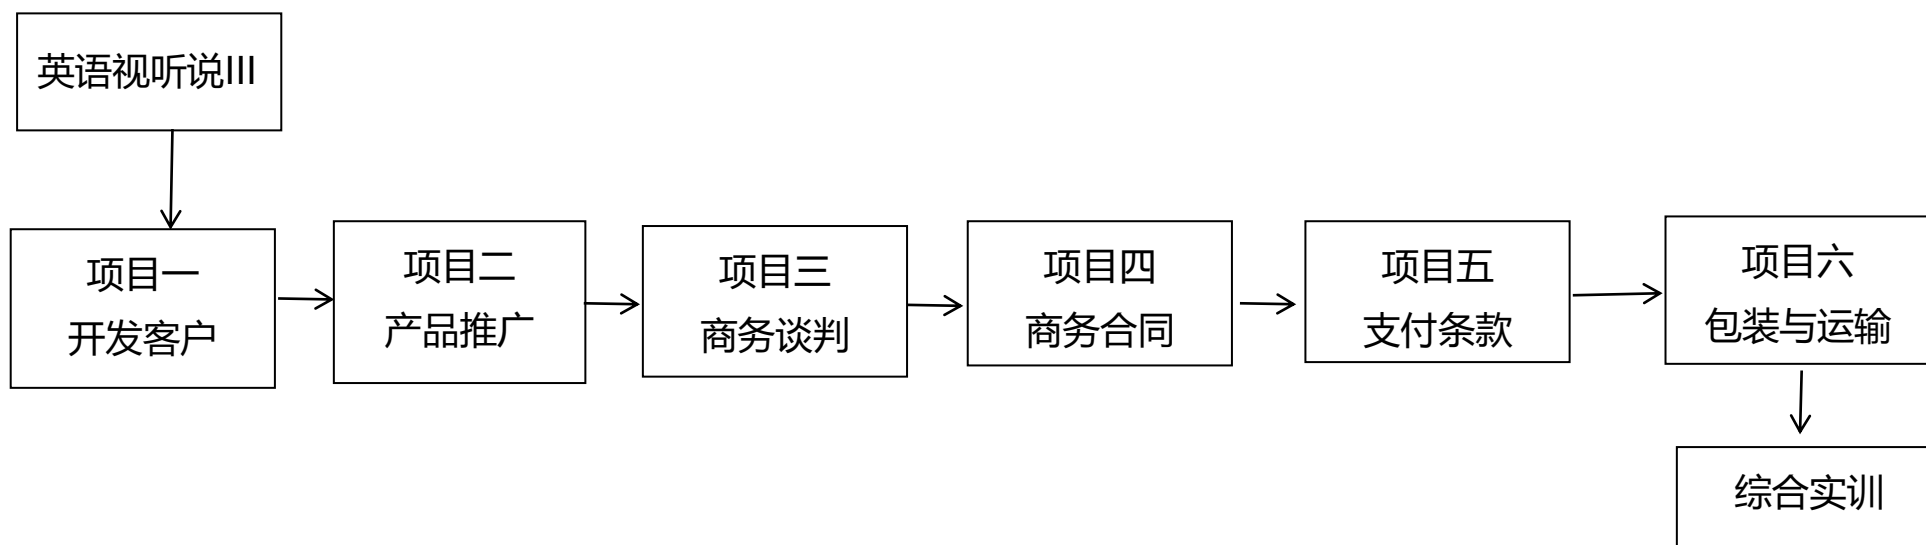 英语视听说III
项目一
开发客户
项目二
产品推广
项目三
商务谈判
项目四
商务合同
项目五
支付条款
项目六
包装与运输
综合实训